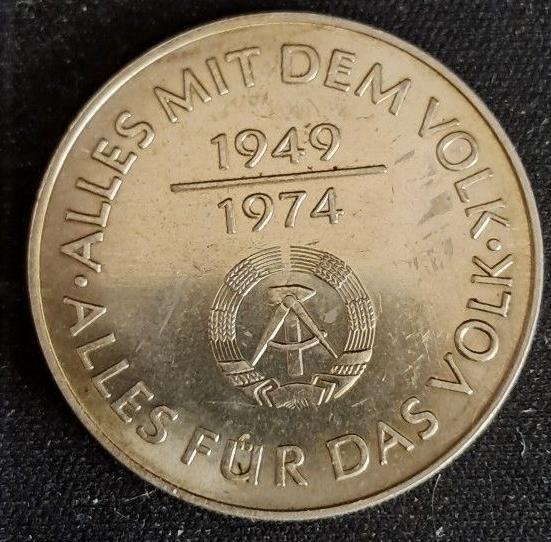 · ALLES MIT DEM VOLK ·
ALLES FÜR DAS VOLK
1949
1974